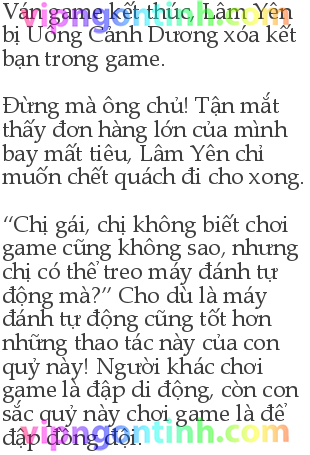 Ván game kết thúc, Lâm Yên
bị Uông Cảnh Dương xóa kết
bạn trong game.
Đừng mà ông chủ! Tận mắt
thấy đơn hàng lớn của mình
bay mất tiêu, Lâm Yên chỉ
muốn chết quách đi cho xong.
“Chị gái, chị không biết chơi
game cũng không sao, nhưng
chị có thể treo máy đánh tự
động mà?” Cho dù là máy
đánh tự động cũng tốt hơn
những thao tác này của con
quỷ này! Người khác chơi
game là đập di động, còn con
sắc quỷ này chơi game là để
đập đồng đội.
vipngontinh.com
vipngontinh.com